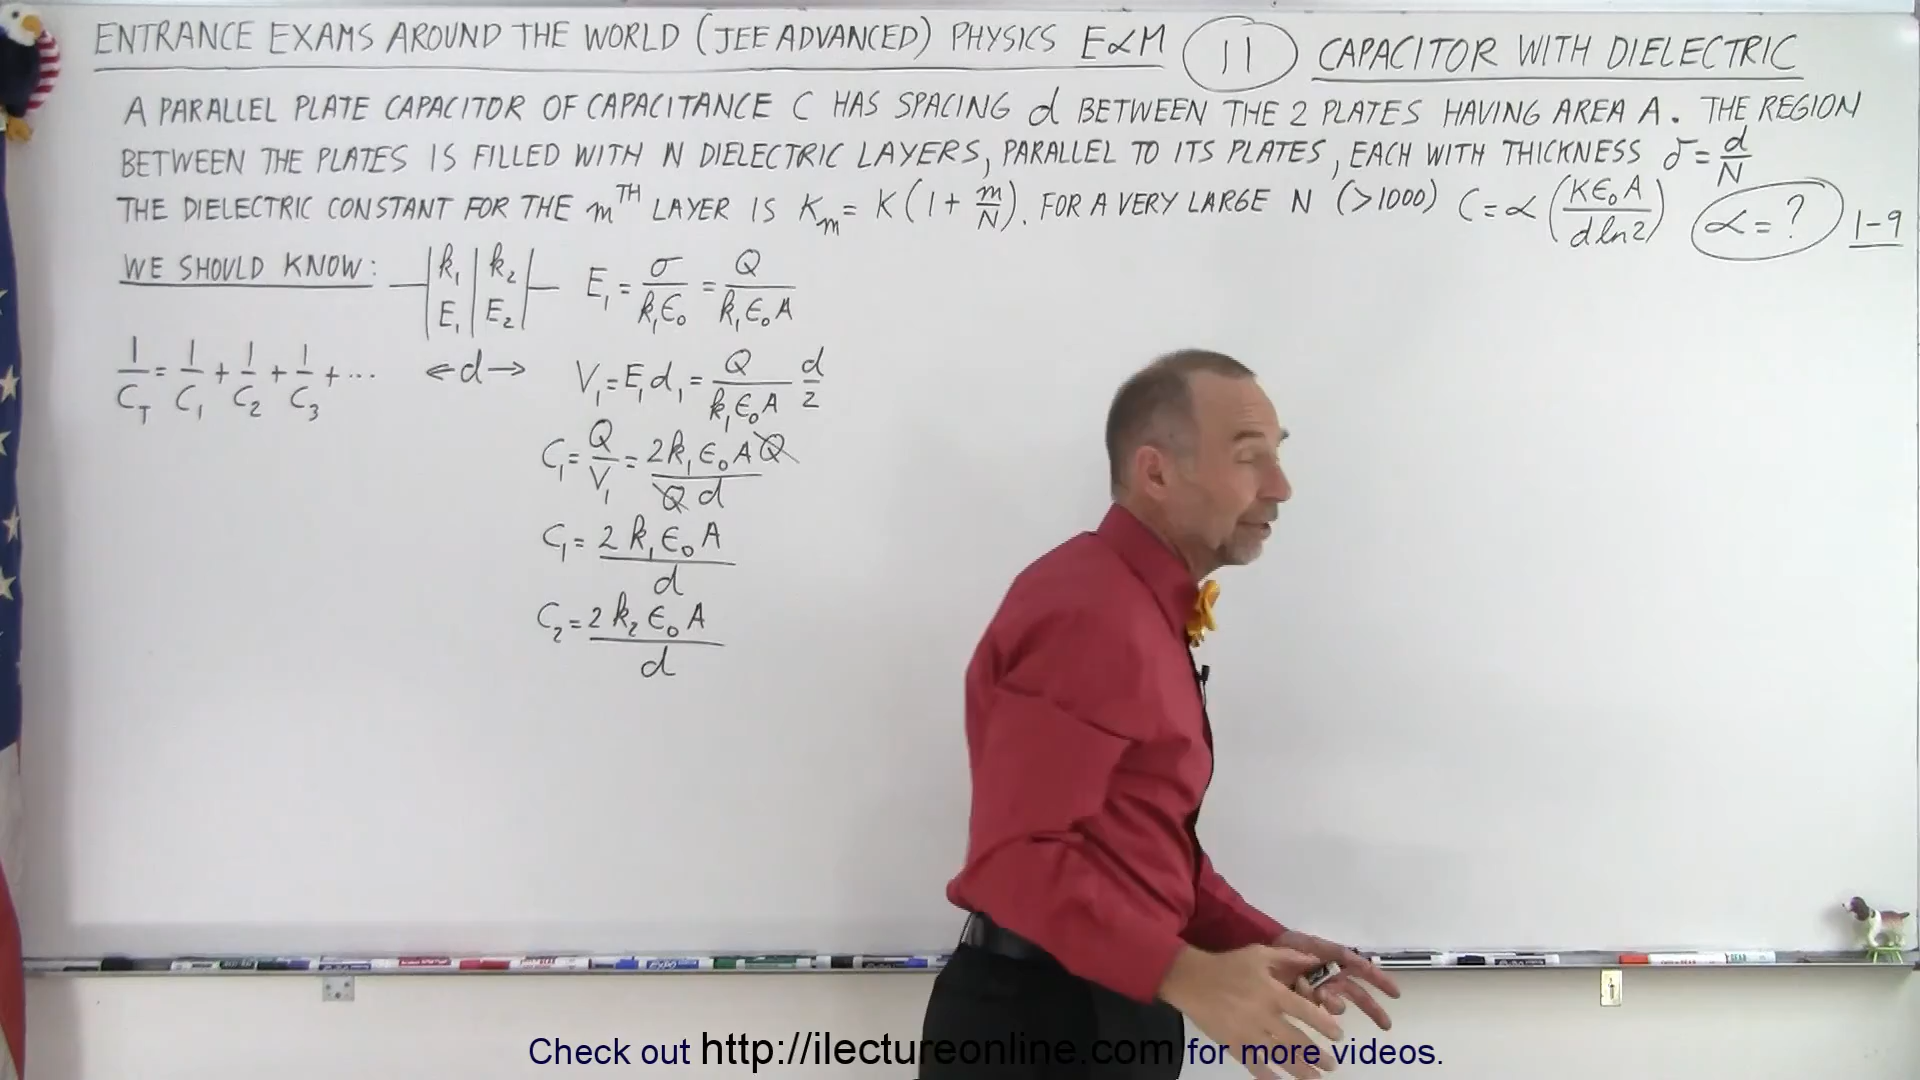 ENTRANCE EXAMS AROUND THE WORLD (JEE ADVANCED) PHYSICS E&M 11 CAPACITOR WITH DIELECTRIC
A PARALLEL PLATE CAPACITOR OF CAPACITANCE C HAS SPACING d BETWEEN THE 2 PLATES HAVING AREA A. THE REGION
BETWEEN THE PLATES IS FILLED WITH N DIELECTRIC LAYERS, PARALLEL TO ITS PLATES, EACH WITH THICKNESS δ = d/N
THE DIELECTRIC CONSTANT FOR THE mTH LAYER IS Km = K(1 + m/N). FOR A VERY LARGE N (>1000) C = α (Kϵ₀A / d ln2) α = ? 1-9
WE SHOULD KNOW: k₁ k₂ E₁ E₂ E₁ = σ/k₁ϵ₀ = Q/k₁ϵ₀A
1/C_T = 1/C₁ + 1/C₂ + 1/C₃ + ... ← d → V₁ = E₁d₁ = Q/k₁ϵ₀A d/2
C₁ = Q/V₁ = 2k₁ϵ₀AQ/Qd
C₁ = 2k₁ϵ₀A/d
C₂ = 2k₂ϵ₀A/d
Check out http://ilectureonline.com for more videos.